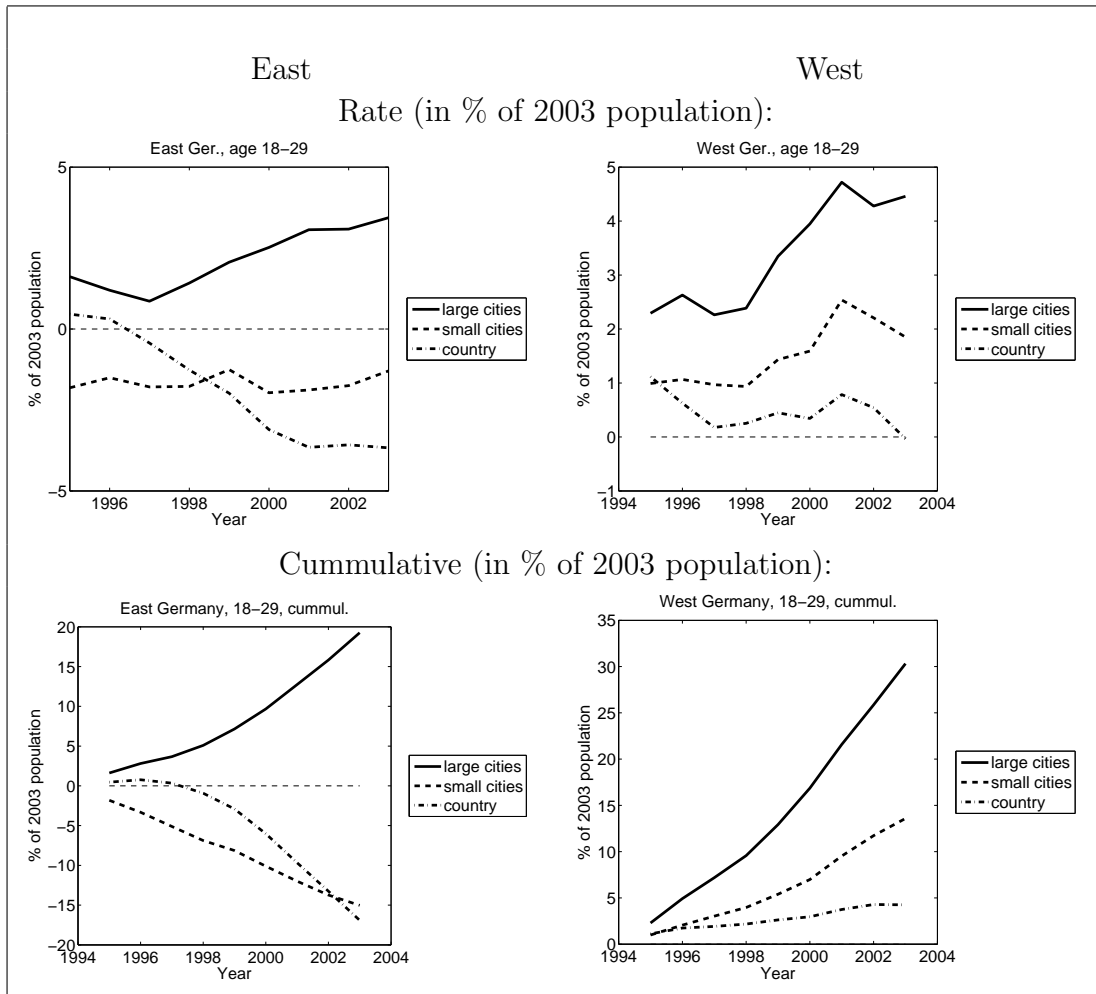 East
West
Rate (in % of 2003 population):
East Ger., age 18−29
5
0
−5
% of 2003 population
1996
1998
2000
2002
Year
large cities
small cities
country
West Ger., age 18−29
5
4
3
2
1
0
−1
% of 2003 population
1994
1996
1998
2000
2002
2004
Year
large cities
small cities
country
Cummulative (in % of 2003 population):
East Germany, 18−29, cummul.
20
15
10
5
0
−5
−10
−15
−20
% of 2003 population
1994
1996
1998
2000
2002
2004
Year
large cities
small cities
country
West Germany, 18−29, cummul.
35
30
25
20
15
10
5
0
% of 2003 population
1994
1996
1998
2000
2002
2004
Year
large cities
small cities
country